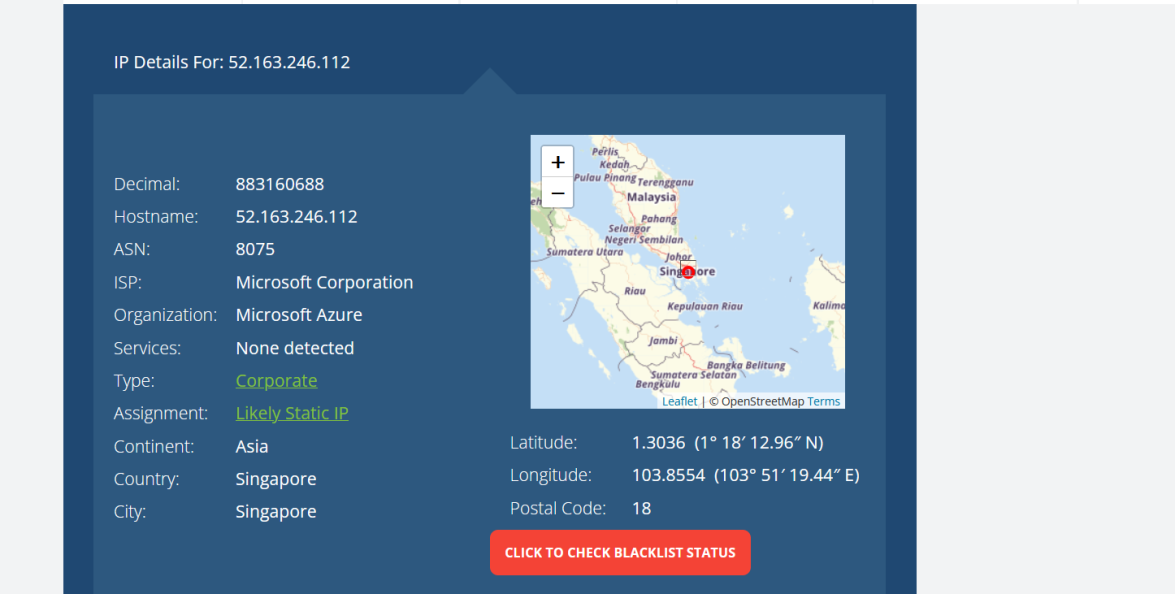 IP Details For: 52.163.246.112
Decimal: 883160688
Hostname: 52.163.246.112
ASN: 8075
ISP: Microsoft Corporation
Organization: Microsoft Azure
Services: None detected
Type: Corporate
Assignment: Likely Static IP
Continent: Asia
Country: Singapore
City: Singapore
+
−
Perlis
Kedah
Pulau Pinang
Terengganu
eh
Malaysia
Pahang
Selangor
Negeri Sembilan
Sumatera Utara
Johor
Singapore
Riau
Kepulauan Riau
Kalima
Jambi
Bangka Belitung
Sumatera Selatan
Bengkulu
Leaflet | © OpenStreetMap Terms
Latitude: 1.3036 (1° 18′ 12.96″ N)
Longitude: 103.8554 (103° 51′ 19.44″ E)
Postal Code: 18
CLICK TO CHECK BLACKLIST STATUS